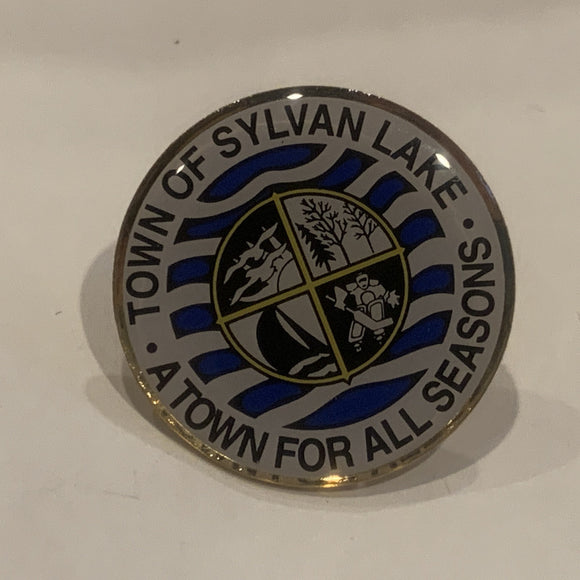 TOWN OF SYLVAN LAKE
• A TOWN FOR ALL SEASONS •